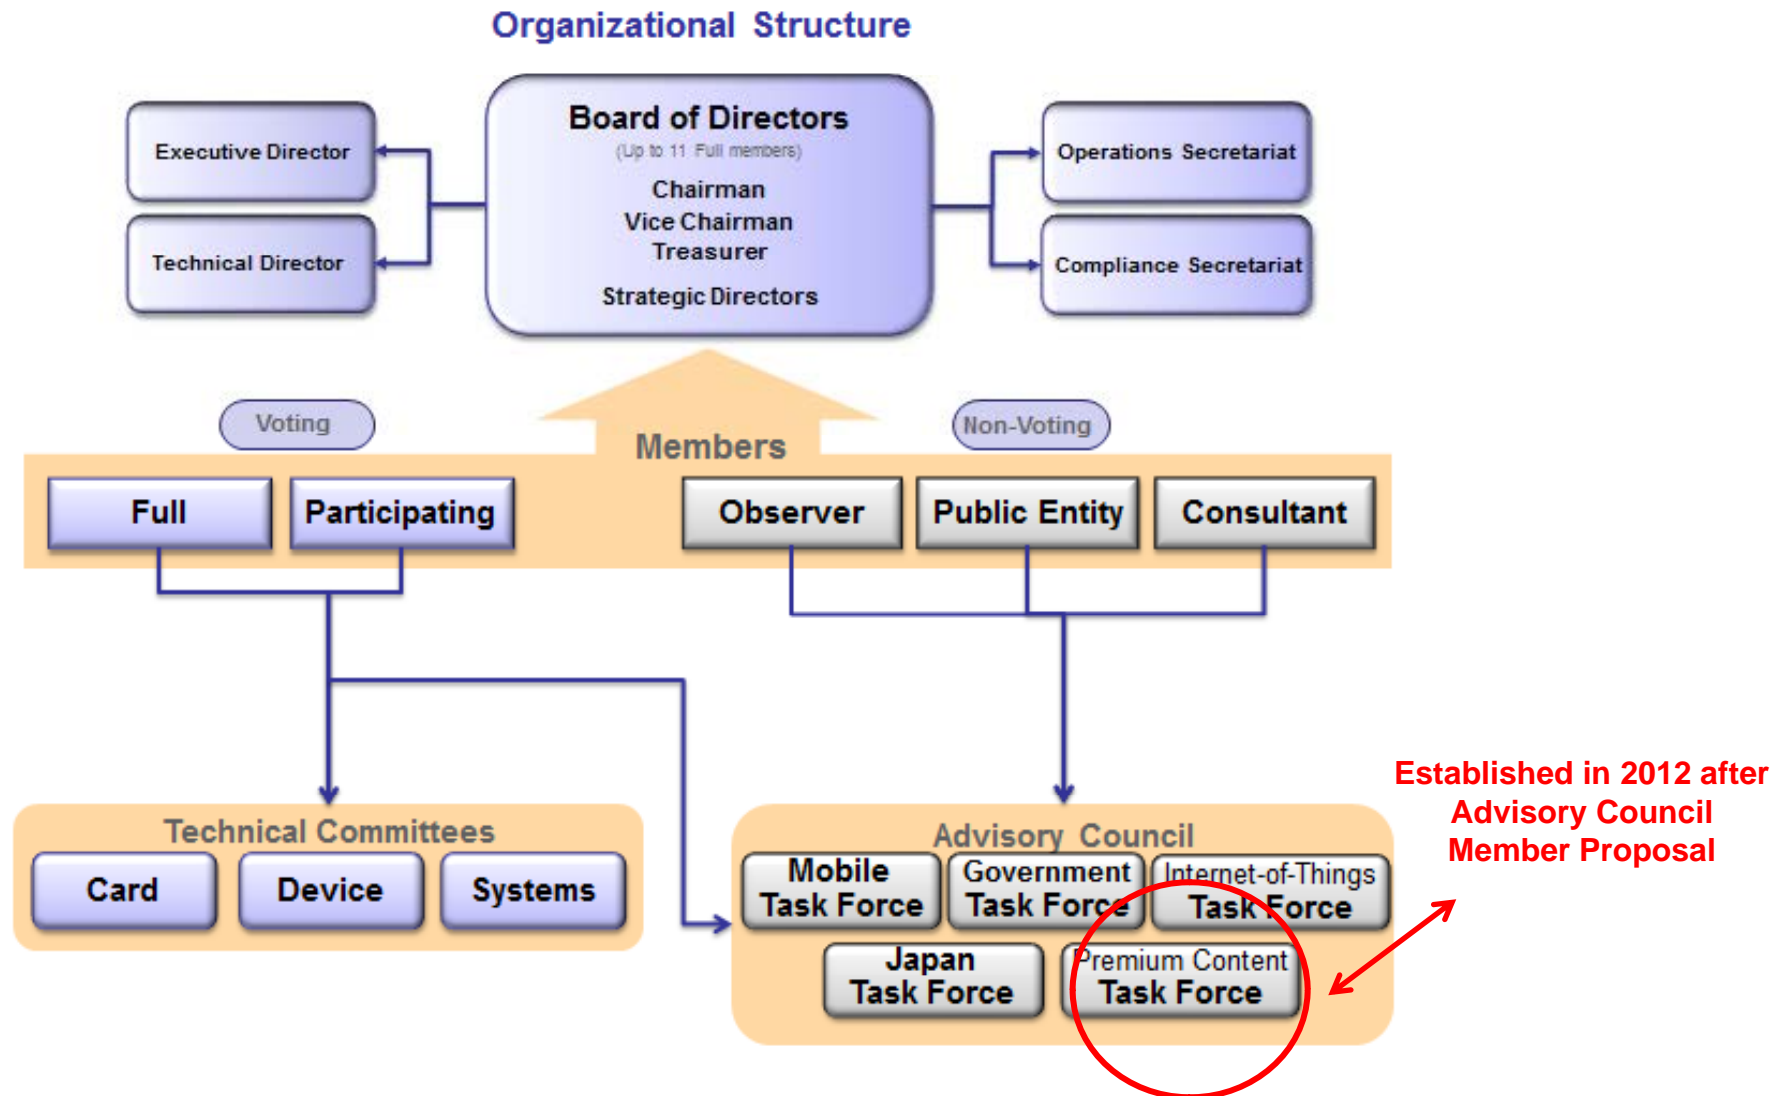 Organizational Structure
Board of Directors
(Up to 11 Full members)
Chairman
Vice Chairman
Treasurer
Strategic Directors
Executive Director
Technical Director
Operations Secretariat
Compliance Secretariat
Voting
Non-Voting
Members
Full
Participating
Observer
Public Entity
Consultant
Technical Committees
Card
Device
Systems
Advisory Council
Mobile
Task Force
Government
Task Force
Internet-of-Things
Task Force
Japan
Task Force
Premium Content
Task Force
Established in 2012 after
Advisory Council
Member Proposal